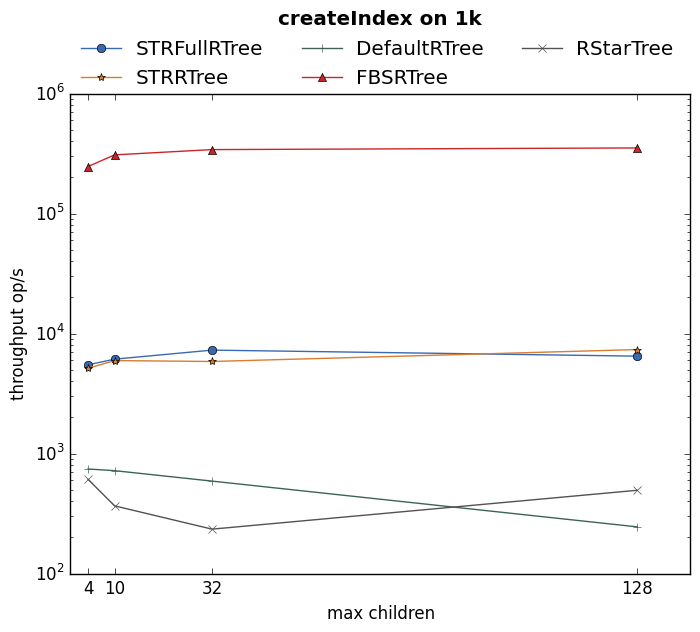 createIndex on 1k
STRFullRTree DefaultRTree RStarTree
STRRTree FBSRTree
10^6
10^5
10^4
10^3
10^2
throughput op/s
4 10 32 128
max children